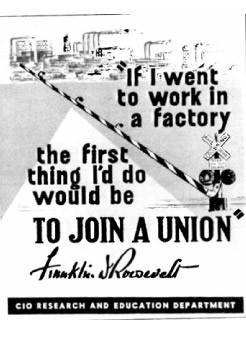 "If I went
to work in
a factory
the first
thing I'd do
would be
TO JOIN A UNION"
Franklin D Roosevelt
CIO
CIO RESEARCH AND EDUCATION DEPARTMENT